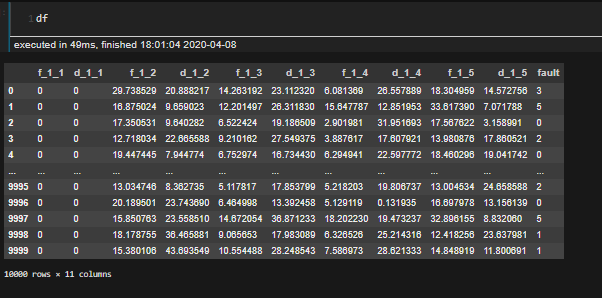 1 df
executed in 49ms, finished 18:01:04 2020-04-08
f_1_1 d_1_1 f_1_2 d_1_2 f_1_3 d_1_3 f_1_4 d_1_4 f_1_5 d_1_5 fault
0 0 0 29.738529 20.888217 14.263192 23.112320 6.081369 26.557889 18.304959 14.572756 3
1 0 0 16.875024 9.659023 12.201497 26.311830 15.647787 12.851953 33.617390 7.071788 5
2 0 0 17.350531 9.640282 6.522424 19.186509 2.901981 31.951693 17.567622 3.158991 0
3 0 0 12.718034 22.665588 9.210162 27.549375 3.887617 17.607921 13.980876 17.860521 2
4 0 0 19.447445 7.944774 6.752974 16.734430 6.294941 22.597772 18.460296 19.041742 0
... ... ... ... ... ... ... ... ... ... ... ...
9995 0 0 13.034746 8.362735 5.117817 17.853799 5.218203 19.806737 13.004534 24.658588 2
9996 0 0 20.189501 23.743690 6.464998 13.392458 5.129119 0.131935 16.697978 13.156139 0
9997 0 0 15.850763 23.558510 14.672054 36.871233 18.202230 19.473237 32.896155 8.832060 5
9998 0 0 18.178755 36.465881 9.065653 17.983089 6.326526 25.214316 12.418256 23.637981 1
9999 0 0 15.380106 43.693549 10.554488 28.248543 7.586973 28.621333 14.848919 11.800691 1
10000 rows × 11 columns